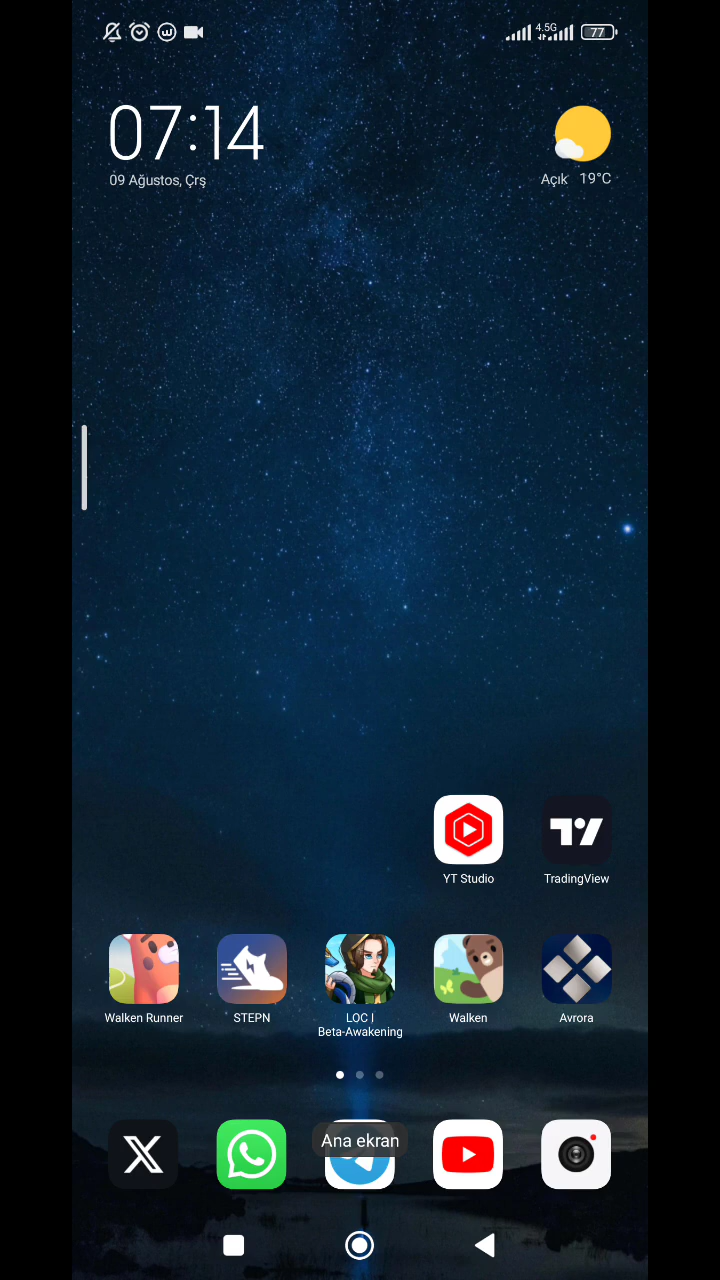 4.5G
77
07:14
09 Ağustos, Çrş
Açık 19°C
YT Studio
TradingView
Walken Runner
STEPN
LOC |
Beta-Awakening
Walken
Avrora
Ana ekran